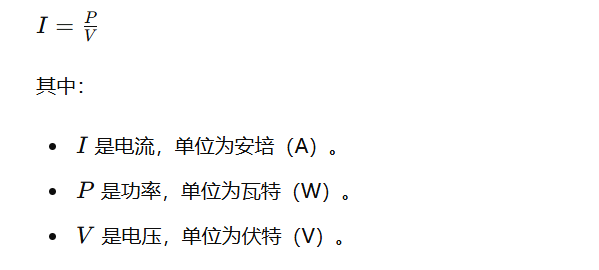 I = P/V
其中：
• I 是电流，单位为安培（A）。
• P 是功率，单位为瓦特（W）。
• V 是电压，单位为伏特（V）。